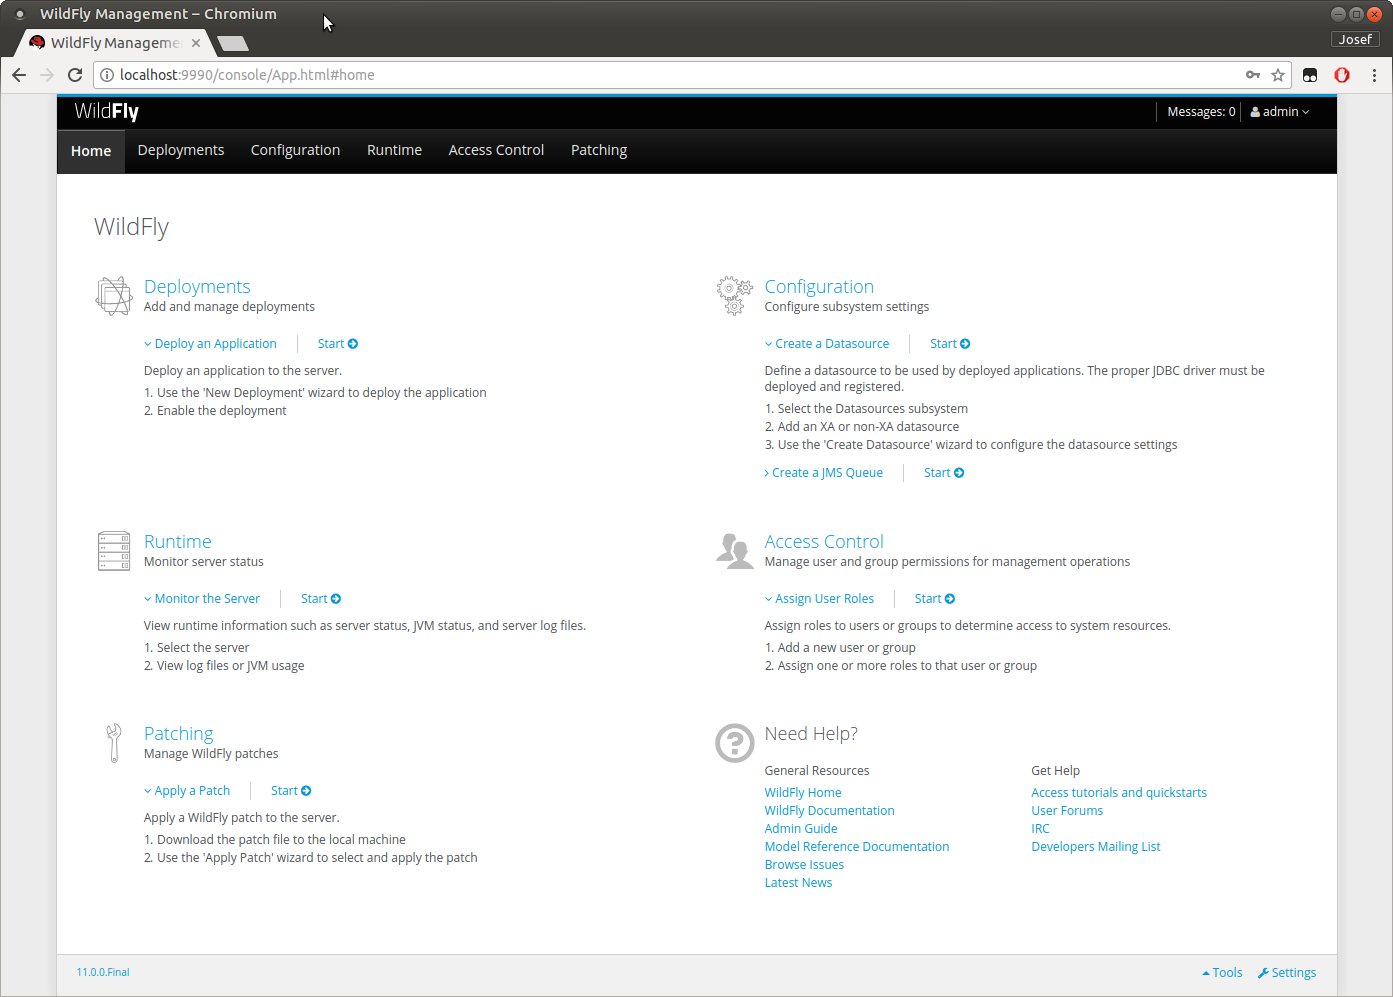 WildFly Management – Chromium
WildFly Manageme
Josef
localhost:9990/console/App.html#home
WildFly
Messages: 0
admin
Home
Deployments
Configuration
Runtime
Access Control
Patching
WildFly
Deployments
Add and manage deployments
Deploy an Application
Start
Deploy an application to the server.
1. Use the 'New Deployment' wizard to deploy the application
2. Enable the deployment
Configuration
Configure subsystem settings
Create a Datasource
Start
Define a datasource to be used by deployed applications. The proper JDBC driver must be
deployed and registered.
1. Select the Datasources subsystem
2. Add an XA or non-XA datasource
3. Use the 'Create Datasource' wizard to configure the datasource settings
Create a JMS Queue
Start
Runtime
Monitor server status
Monitor the Server
Start
View runtime information such as server status, JVM status, and server log files.
1. Select the server
2. View log files or JVM usage
Access Control
Manage user and group permissions for management operations
Assign User Roles
Start
Assign roles to users or groups to determine access to system resources.
1. Add a new user or group
2. Assign one or more roles to that user or group
Patching
Manage WildFly patches
Apply a Patch
Start
Apply a WildFly patch to the server.
1. Download the patch file to the local machine
2. Use the 'Apply Patch' wizard to select and apply the patch
Need Help?
General Resources
WildFly Home
WildFly Documentation
Admin Guide
Model Reference Documentation
Browse Issues
Latest News
Get Help
Access tutorials and quickstarts
User Forums
IRC
Developers Mailing List
11.0.0.Final
Tools
Settings